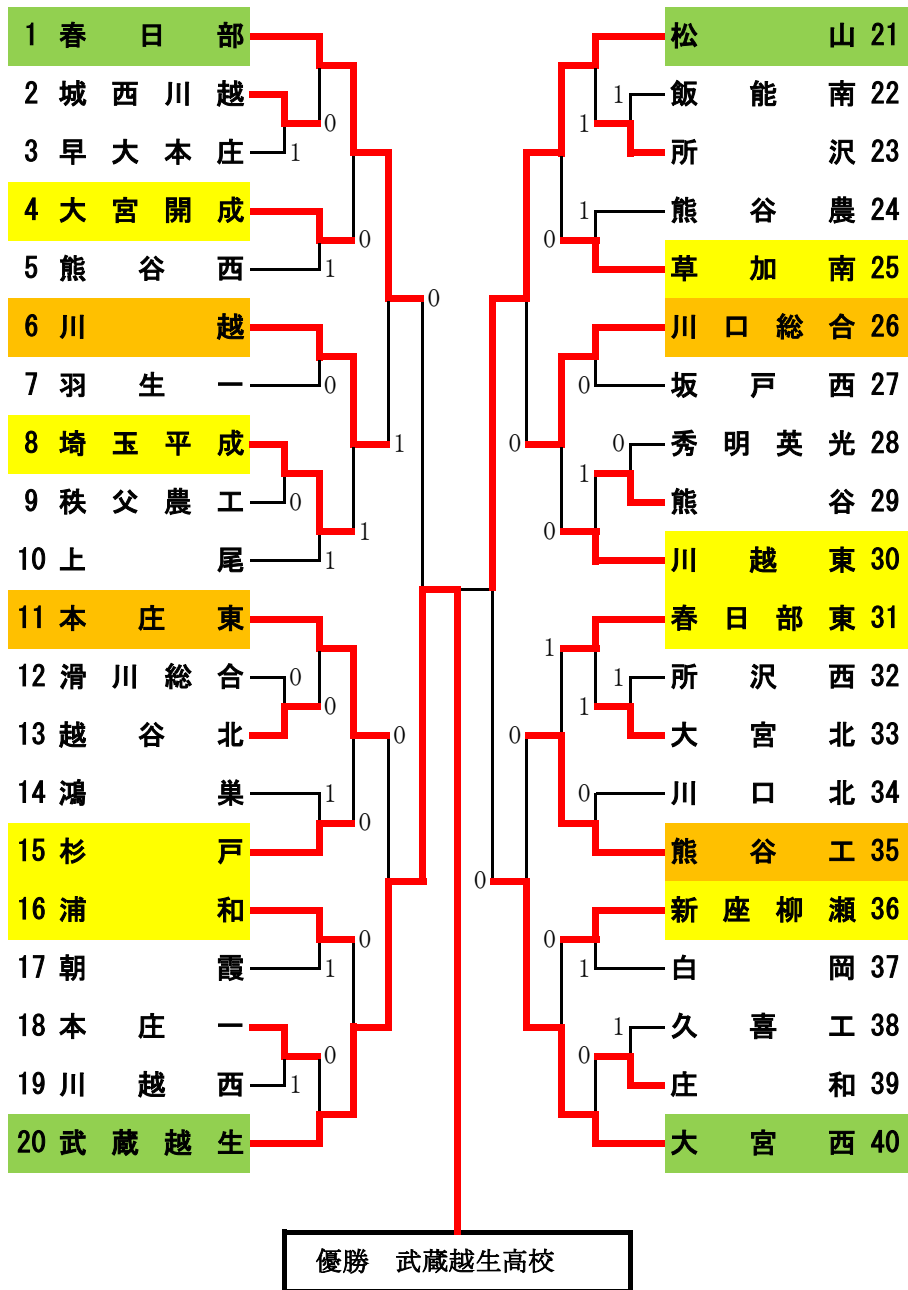 1 春日部
2 城西川越
0
3 早大本庄
1
4 大宮開成
0
5 熊谷西
1
0
6 川越
7 羽生一
0
8 埼玉平成
1
9 秩父農工
0
1
10 上尾
1
11 本庄東
12 滑川総合
0
0
13 越谷北
0
14 鴻巣
1
0
15 杉戸
16 浦和
0
17 朝霞
1
18 本庄一
0
19 川越西
1
20 武蔵越生
松山 21
1
飯能南 22
1
所沢 23
1
熊谷農 24
0
草加南 25
川口総合 26
0
坂戸西 27
0
0
秀明英光 28
1
熊谷 29
0
川越東 30
春日部東 31
1
1
所沢西 32
1
大宮北 33
0
0
川口北 34
熊谷工 35
0
新座柳瀬 36
0
1
白岡 37
1
久喜工 38
0
庄和 39
大宮西 40
優勝 武蔵越生高校